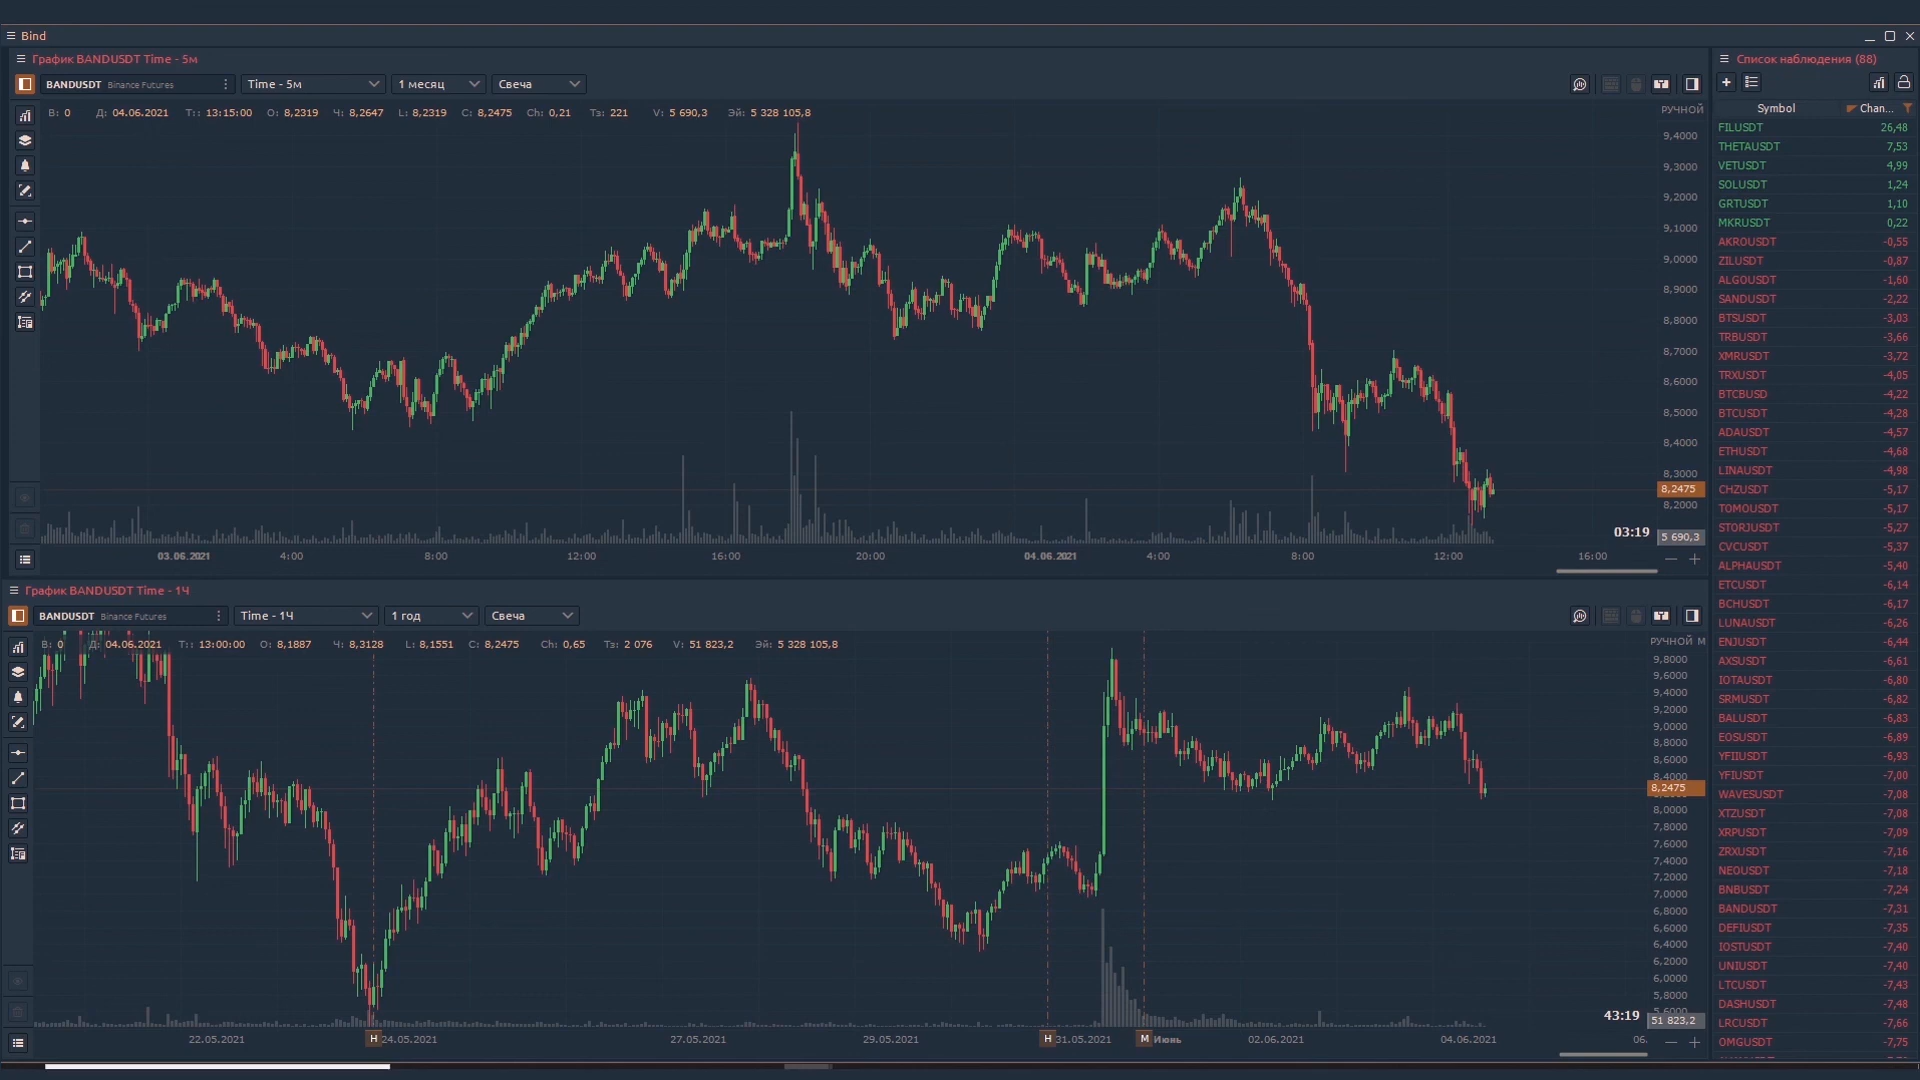 Bind
График BANDUSDT Time - 5м
BANDUSDT Binance Futures Time - 5м 1 месяц Свеча
В: 0 Д: 04.06.2021 Т:: 13:15:00 О: 8,2319 Ч: 8,2647 L: 8,2319 С: 8,2475 Ch: 0,21 Тз: 221 V: 5 690,3 Эй: 5 328 105,8
РУЧНОЙ
9,4000
9,3000
9,2000
9,1000
9,0000
8,9000
8,8000
8,7000
8,6000
8,5000
8,4000
8,3000
8,2475
8,2000
03:19
5 690,3
03.06.2021 4:00 8:00 12:00 16:00 20:00 04.06.2021 4:00 8:00 12:00 16:00
График BANDUSDT Time - 1Ч
BANDUSDT Binance Futures Time - 1Ч 1 год Свеча
В: 0 Д: 04.06.2021 Т:: 13:00:00 О: 8,1887 Ч: 8,3128 L: 8,1551 С: 8,2475 Ch: 0,65 Тз: 2 076 V: 51 823,2 Эй: 5 328 105,8
РУЧНОЙ М
9,8000
9,6000
9,4000
9,2000
9,0000
8,8000
8,6000
8,4000
8,2475
8,0000
7,8000
7,6000
7,4000
7,2000
7,0000
6,8000
6,6000
6,4000
6,2000
6,0000
5,8000
5,6000
43:19
51 823,2
22.05.2021 Н 24.05.2021 27.05.2021 29.05.2021 Н 31.05.2021 М Июнь 02.06.2021 04.06.2021 06.
Список наблюдения (88)
Symbol Chan...
FILUSDT 26,48
THETAUSDT 7,53
VETUSDT 4,99
SOLUSDT 1,24
GRTUSDT 1,10
MKRUSDT 0,22
AKROUSDT -0,55
ZILUSDT -0,87
ALGOUSDT -1,60
SANDUSDT -2,22
BTSUSDT -3,03
TRBUSDT -3,66
XMRUSDT -3,72
TRXUSDT -4,05
BTCBUSD -4,22
BTCUSDT -4,28
ADAUSDT -4,57
ETHUSDT -4,68
LINAUSDT -4,98
CHZUSDT -5,17
TOMOUSDT -5,17
STORJUSDT -5,27
CVCUSDT -5,37
ALPHAUSDT -5,40
ETCUSDT -6,14
BCHUSDT -6,17
LUNAUSDT -6,26
ENJUSDT -6,44
AXSUSDT -6,61
IOTAUSDT -6,80
SRMUSDT -6,82
BALUSDT -6,83
EOSUSDT -6,89
YFIIUSDT -6,93
YFIUSDT -7,00
WAVESUSDT -7,08
XTZUSDT -7,08
XRPUSDT -7,09
ZRXUSDT -7,16
NEOUSDT -7,18
BNBUSDT -7,24
BANDUSDT -7,31
DEFIUSDT -7,35
IOSTUSDT -7,40
UNIUSDT -7,40
LTCUSDT -7,43
DASHUSDT -7,48
LRCUSDT -7,66
OMGUSDT -7,75